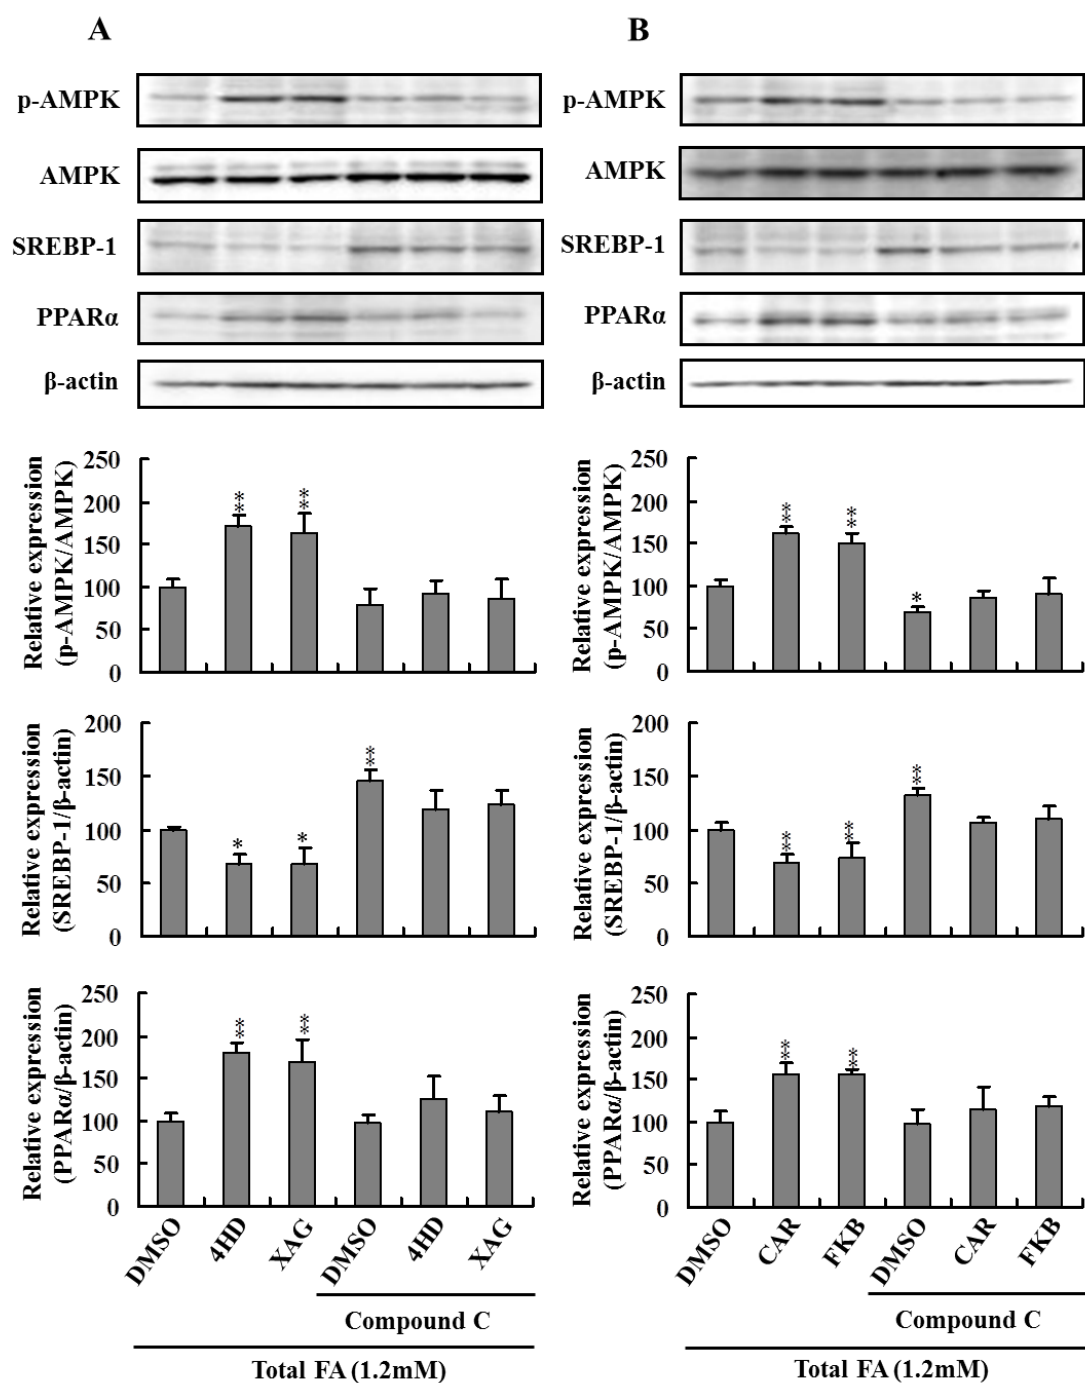 A
B
p-AMPK
AMPK
SREBP-1
PPARα
β-actin
p-AMPK
AMPK
SREBP-1
PPARα
β-actin
Relative expression
(p-AMPK/AMPK)
250
200
150
100
50
0
**
**
Relative expression
(p-AMPK/AMPK)
250
200
150
100
50
0
**
**
*
Relative expression
(SREBP-1/β-actin)
200
150
100
50
0
*
*
**
Relative expression
(SREBP-1/β-actin)
200
150
100
50
0
**
**
**
Relative expression
(PPARα/β-actin)
250
200
150
100
50
0
**
**
DMSO
4HD
XAG
DMSO
4HD
XAG
Compound C
Total FA (1.2mM)
Relative expression
(PPARα/β-actin)
250
200
150
100
50
0
**
**
DMSO
CAR
FKB
DMSO
CAR
FKB
Compound C
Total FA (1.2mM)